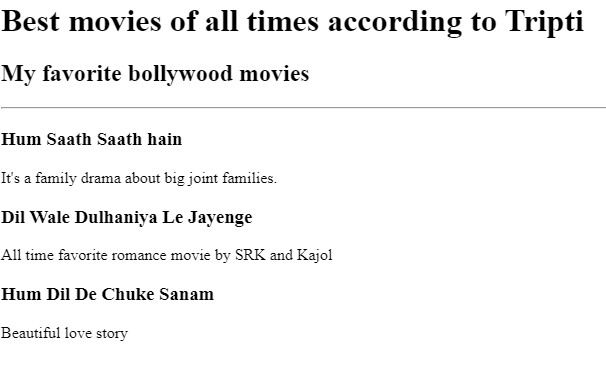 Best movies of all times according to Tripti
My favorite bollywood movies
Hum Saath Saath hain
It's a family drama about big joint families.
Dil Wale Dulhaniya Le Jayenge
All time favorite romance movie by SRK and Kajol
Hum Dil De Chuke Sanam
Beautiful love story